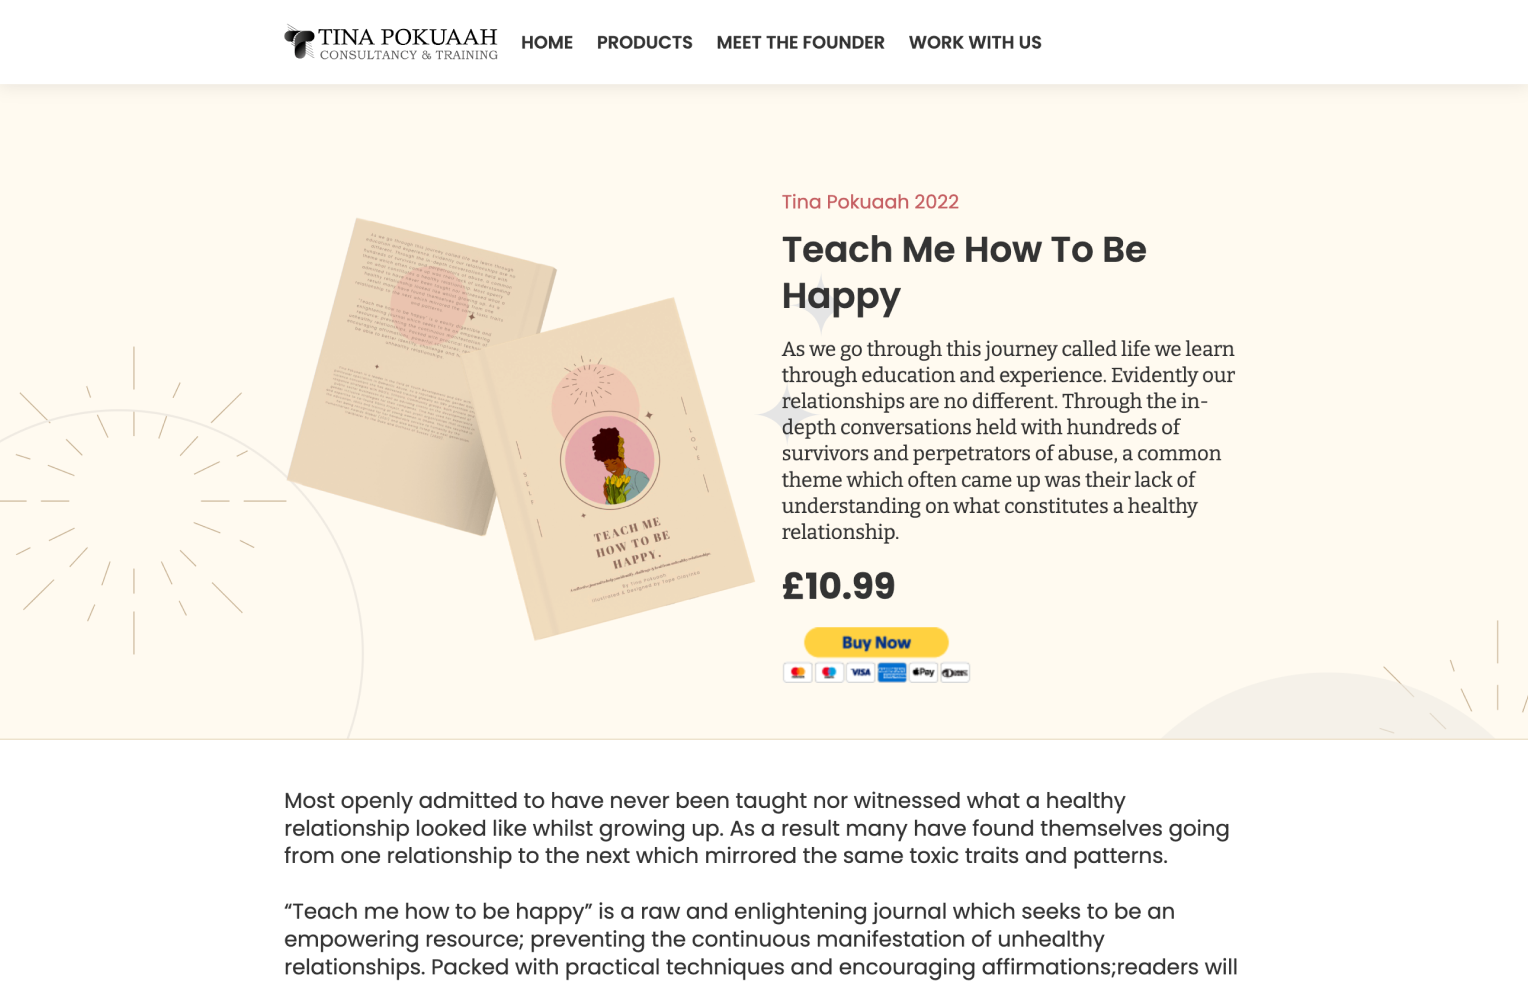 TINA POKUAAH
CONSULTANCY & TRAINING
HOME
PRODUCTS
MEET THE FOUNDER
WORK WITH US
Tina Pokuaah 2022
Teach Me How To Be
Happy
As we go through this journey called life we learn
through education and experience. Evidently our
relationships are no different. Through the in-
depth conversations held with hundreds of
survivors and perpetrators of abuse, a common
theme which often came up was their lack of
understanding on what constitutes a healthy
relationship.
£10.99
Buy Now
VISA
Pay
SELF
LOVE
TEACH ME
HOW TO BE
HAPPY.
By Tina Pokuaah
Most openly admitted to have never been taught nor witnessed what a healthy
relationship looked like whilst growing up. As a result many have found themselves going
from one relationship to the next which mirrored the same toxic traits and patterns.
“Teach me how to be happy” is a raw and enlightening journal which seeks to be an
empowering resource; preventing the continuous manifestation of unhealthy
relationships. Packed with practical techniques and encouraging affirmations;readers will